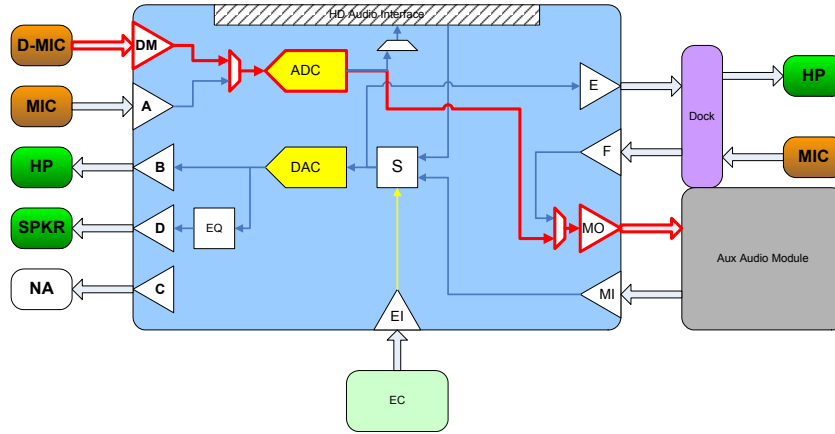 HD Audio Interface
D-MIC
DM
ADC
MIC
A
E
HP
Dock
F
MIC
HP
B
DAC
S
SPKR
D
EQ
MO
Aux Audio Module
NA
C
MI
EI
EC